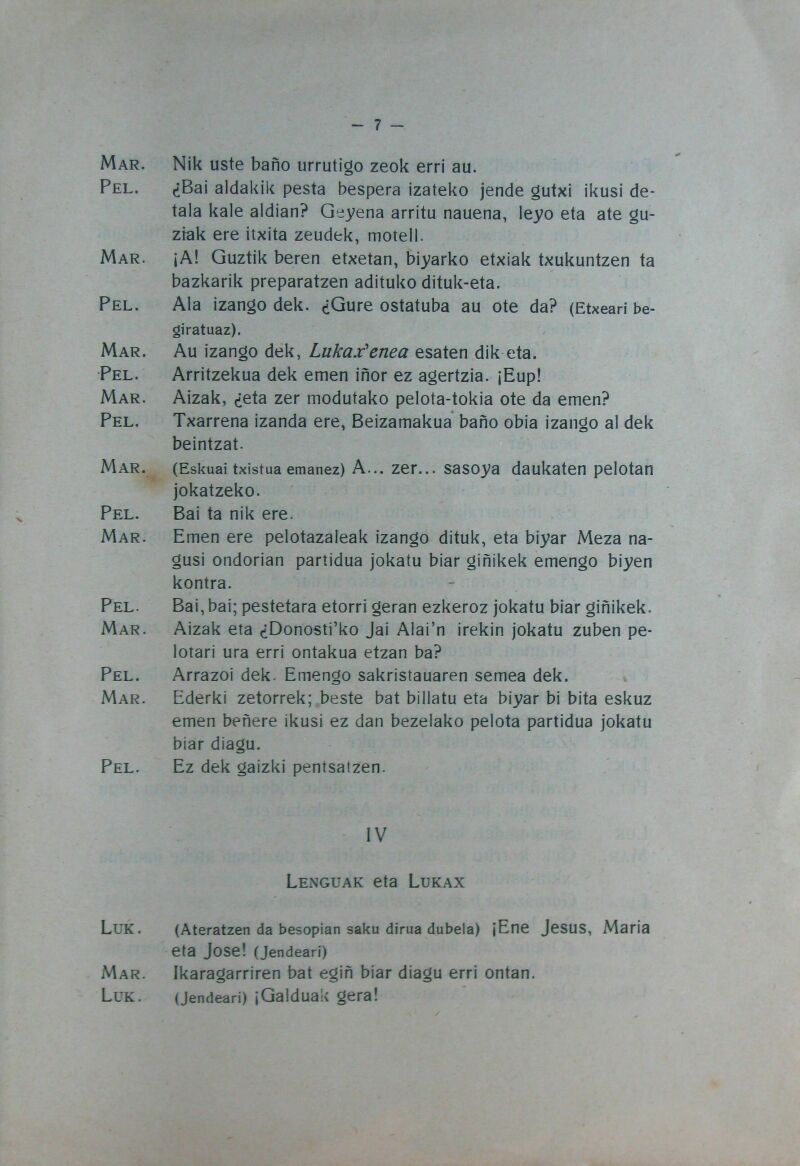 – 7 –
MAR. Nik uste baño urrutigo zeok erri au.
PEL. ¿Bai aldakik pesta bespera izateko jende gutxi ikusi de-
tala kale aldian? Geyena arritu nauena, leyo eta ate gu-
ziak ere itxita zeudek, motell.
MAR. ¡A! Guztik beren etxetan, biyarko etxiak txukuntzen ta
bazkarik preparatzen adituko dituk-eta.
PEL. Ala izango dek. ¿Gure ostatuba au ote da? (Etxeari be-
giratuaz).
MAR. Au izango dek, Lukax'enea esaten dik eta.
PEL. Arritzekua dek emen iñor ez agertzia. ¡Eup!
MAR. Aizak, ¿eta zer modutako pelota-tokia ote da emen?
PEL. Txarrena izanda ere, Beizamakua baño obia izango al dek
beintzat.
MAR. (Eskuai txistua emanez) A... zer... sasoya daukaten pelotan
jokatzeko.
PEL. Bai ta nik ere.
MAR. Emen ere pelotazaleak izango dituk, eta biyar Meza na-
gusi ondorian partidua jokatu biar giñikek emengo biyen
kontra.
PEL. Bai, bai; pestetara etorri geran ezkeroz jokatu biar giñikek.
MAR. Aizak eta ¿Donosti'ko Jai Alai'n irekin jokatu zuben pe-
lotari ura erri ontakua etzan ba?
PEL. Arrazoi dek. Emengo sakristauaren semea dek.
MAR. Ederki zetorrek; beste bat billatu eta biyar bi bita eskuz
emen beñere ikusi ez dan bezelako pelota partidua jokatu
biar diagu.
PEL. Ez dek gaizki pentsatzen.
IV
LENGUAK eta LUKAX
LUK. (Ateratzen da besopian saku dirua dubela) ¡Ene Jesus, Maria
eta Jose! (Jendeari)
MAR. Ikaragarriren bat egiñ biar diagu erri ontan.
LUK. (Jendeari) ¡Galduak gera!